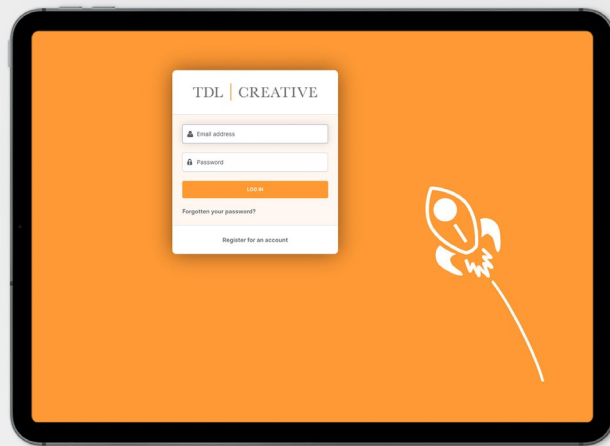 TDL | CREATIVE
Email address
Password
LOG IN
Forgotten your password?
Register for an account